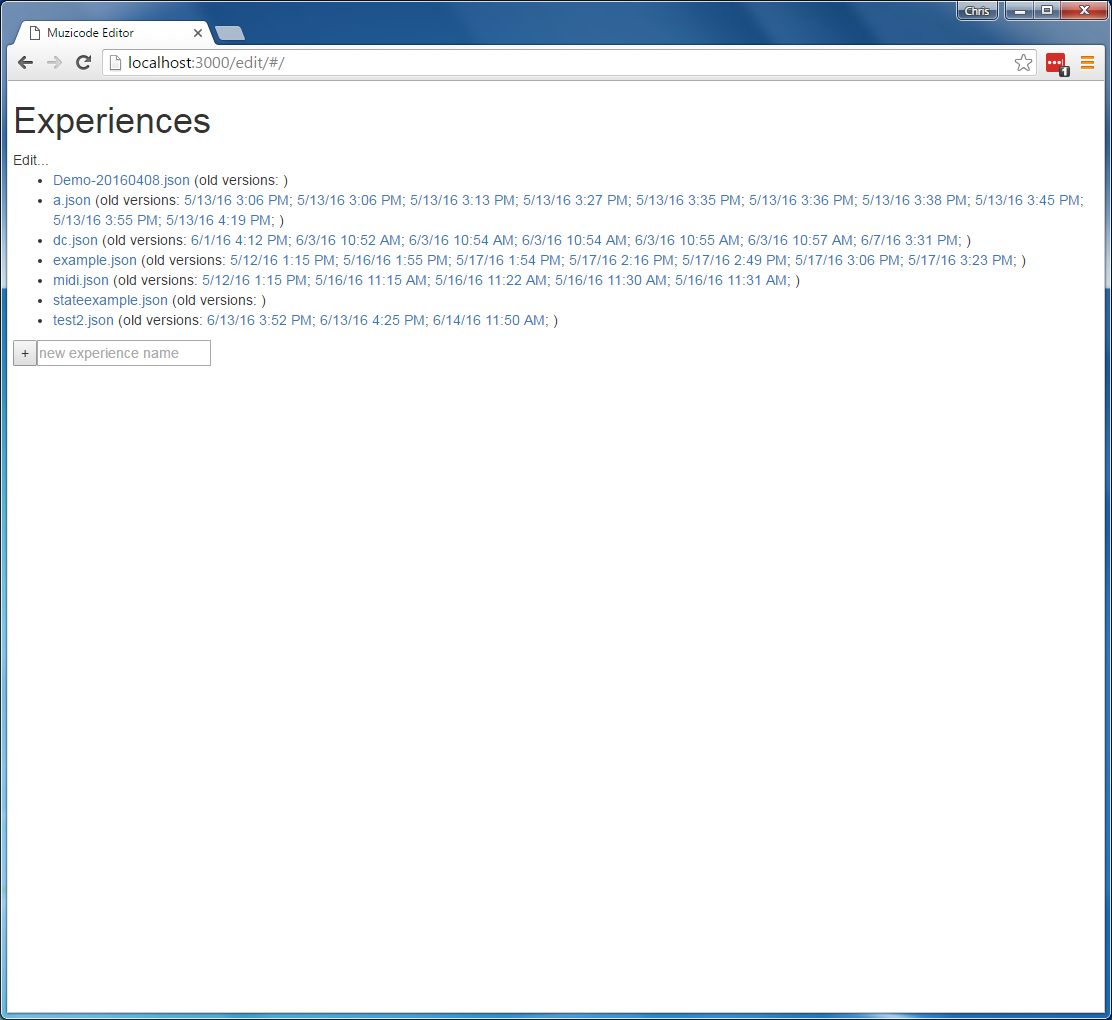 Chris
Muzicode Editor
localhost:3000/edit/#/
1
Experiences
Edit...
Demo-20160408.json (old versions: )
a.json (old versions: 5/13/16 3:06 PM; 5/13/16 3:06 PM; 5/13/16 3:13 PM; 5/13/16 3:27 PM; 5/13/16 3:35 PM; 5/13/16 3:36 PM; 5/13/16 3:38 PM; 5/13/16 3:45 PM;
5/13/16 3:55 PM; 5/13/16 4:19 PM; )
dc.json (old versions: 6/1/16 4:12 PM; 6/3/16 10:52 AM; 6/3/16 10:54 AM; 6/3/16 10:54 AM; 6/3/16 10:55 AM; 6/3/16 10:57 AM; 6/7/16 3:31 PM; )
example.json (old versions: 5/12/16 1:15 PM; 5/16/16 1:55 PM; 5/17/16 1:54 PM; 5/17/16 2:16 PM; 5/17/16 2:49 PM; 5/17/16 3:06 PM; 5/17/16 3:23 PM; )
midi.json (old versions: 5/12/16 1:15 PM; 5/16/16 11:15 AM; 5/16/16 11:22 AM; 5/16/16 11:30 AM; 5/16/16 11:31 AM; )
stateexample.json (old versions: )
test2.json (old versions: 6/13/16 3:52 PM; 6/13/16 4:25 PM; 6/14/16 11:50 AM; )
+ new experience name